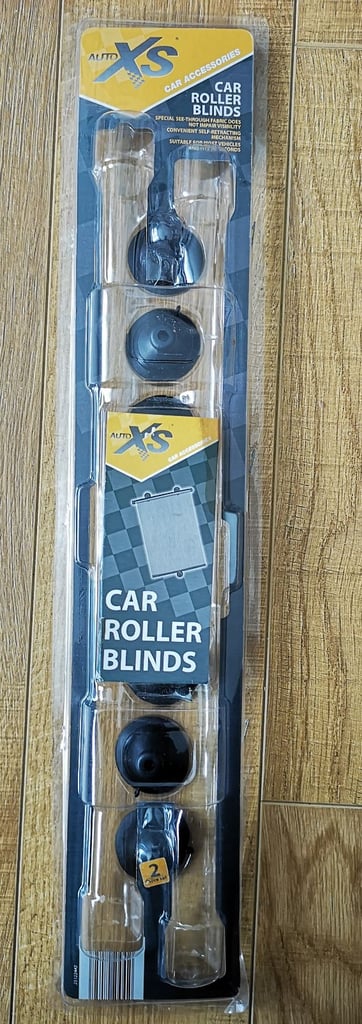 AUTO XS
CAR ACCESSORIES
CAR
ROLLER
BLINDS
SPECIAL SEE-THROUGH FABRIC DOES
NOT IMPAIR VISIBILITY
CONVENIENT SELF-RETRACTING
MECHANISM
SUITABLE FOR MOST VEHICLES
SECONDS
AUTO XS
CAR ACCESSORIES
CAR
ROLLER
BLINDS
2